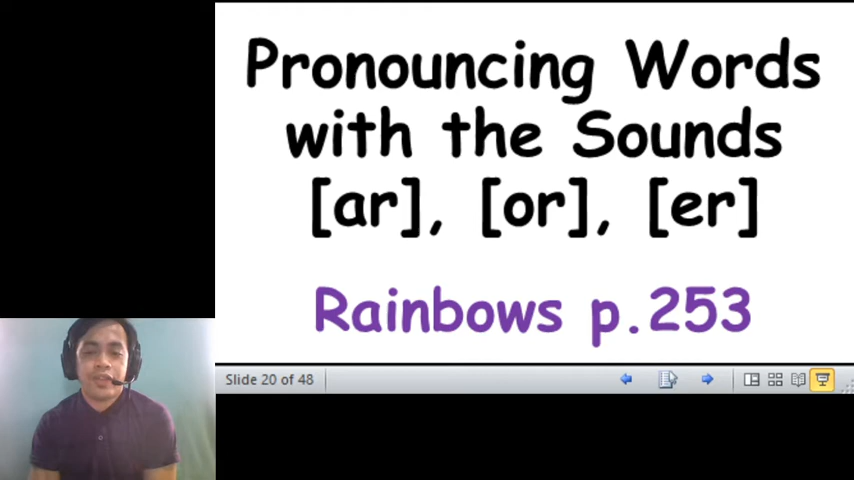 Pronouncing Words
with the Sounds
[ar], [or], [er]
Rainbows p.253
Slide 20 of 48